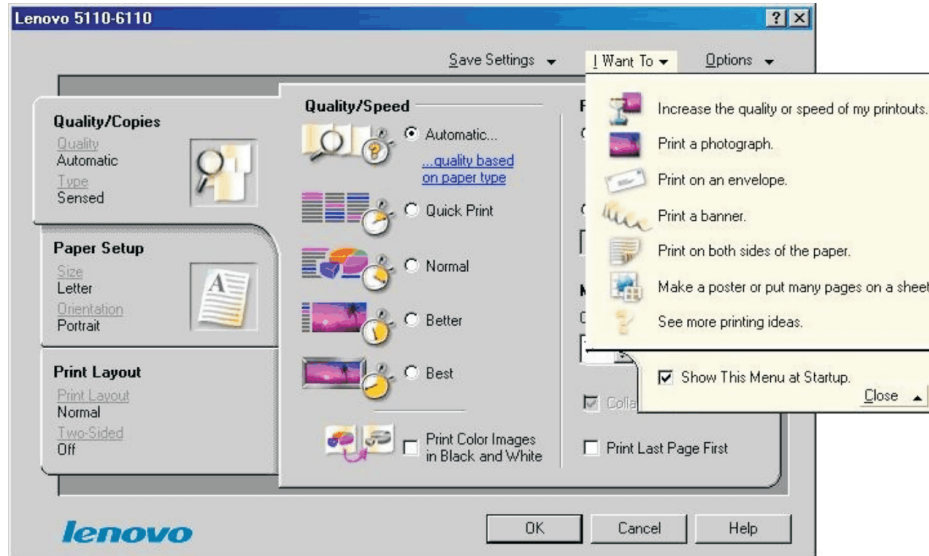 Lenovo 5110-6110
Save Settings
I Want To
Options
Quality/Copies
Quality
Automatic
Type
Sensed
Paper Setup
Size
Letter
Orientation
Portrait
Print Layout
Print Layout
Normal
Two-Sided
Off
Quality/Speed
Automatic...
...quality based
on paper type
Quick Print
Normal
Better
Best
Print Color Images
in Black and White
Increase the quality or speed of my printouts.
Print a photograph.
Print on an envelope.
Print a banner.
Print on both sides of the paper.
Make a poster or put many pages on a sheet
See more printing ideas.
Show This Menu at Startup.
Close
Print Last Page First
lenovo
OK
Cancel
Help